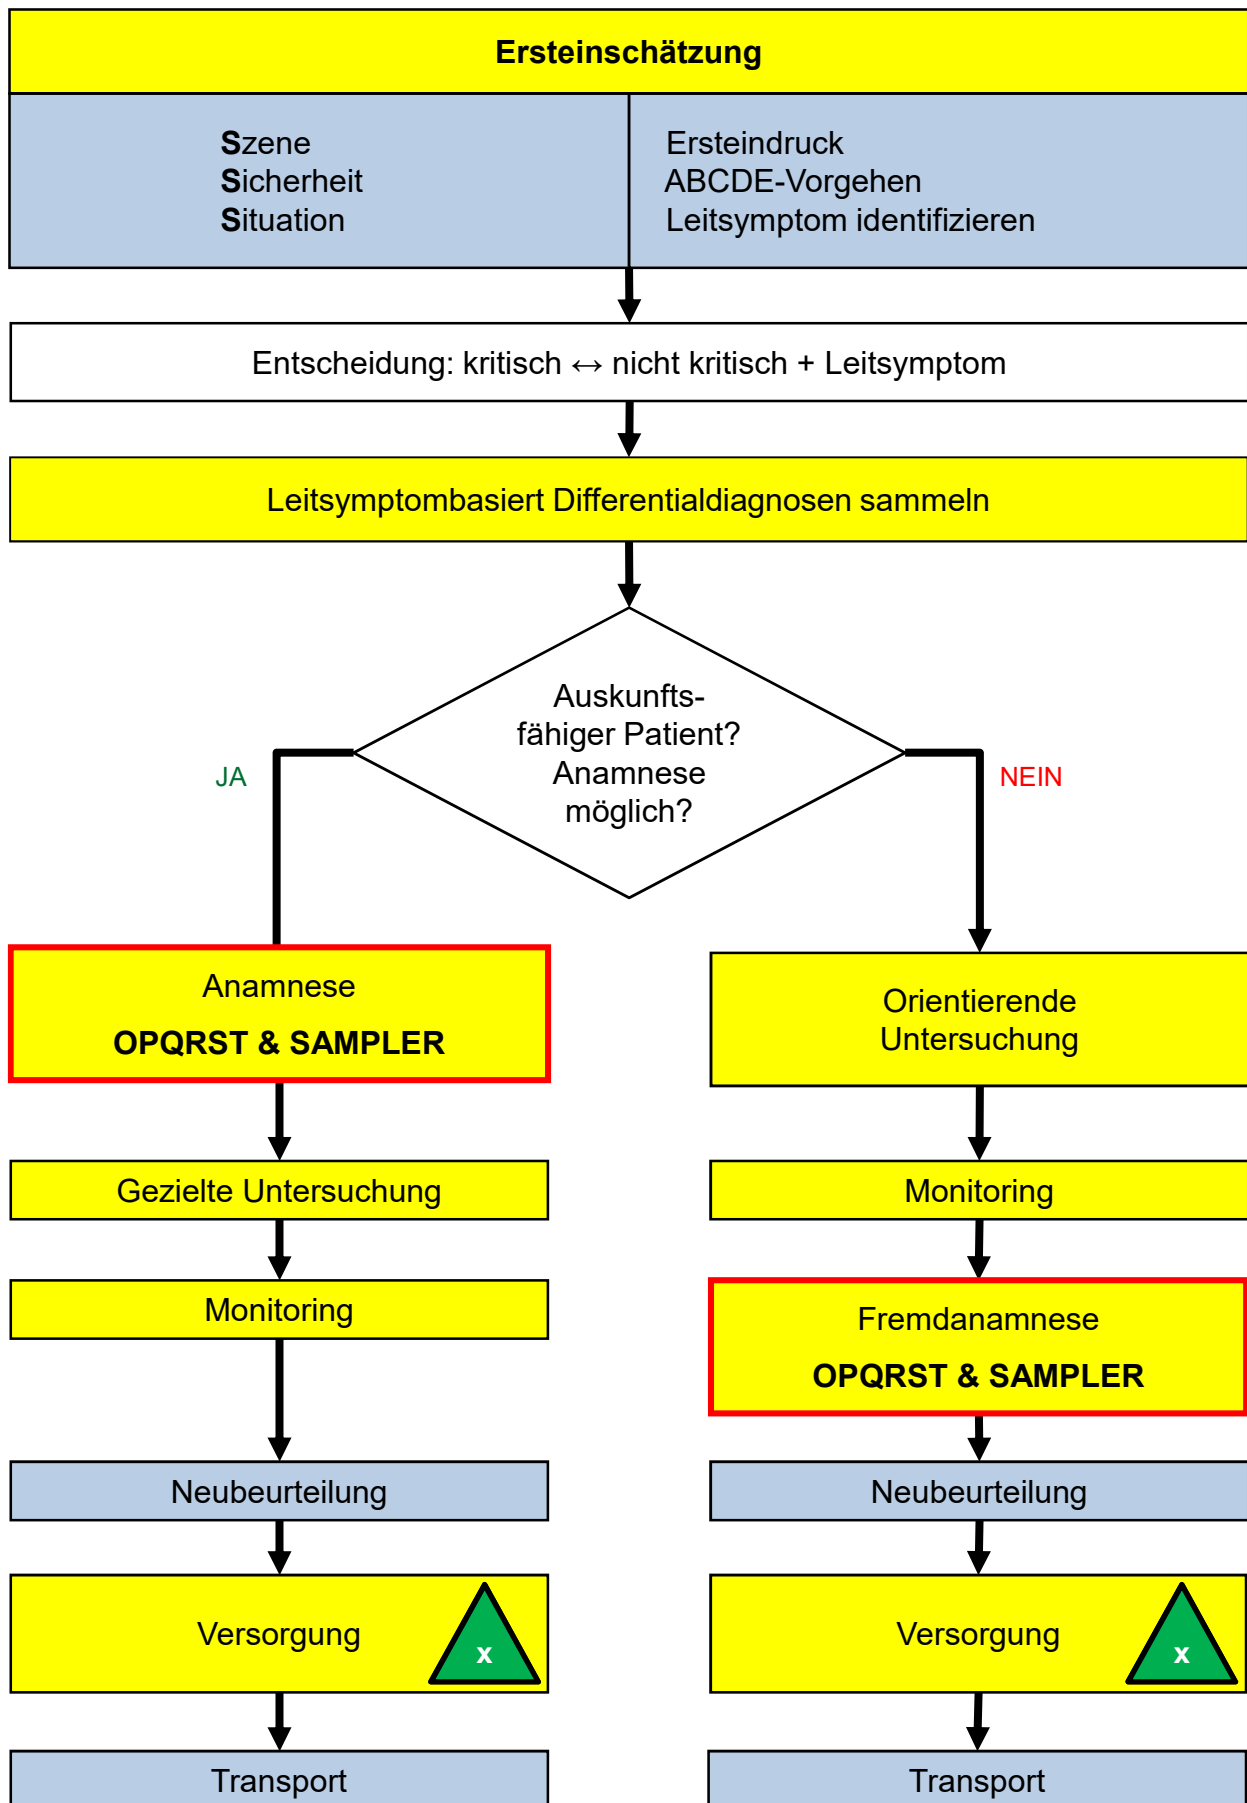 Ersteinschätzung
Szene
Sicherheit
Situation
Ersteindruck
ABCDE-Vorgehen
Leitsymptom identifizieren
Entscheidung: kritisch ↔ nicht kritisch + Leitsymptom
Leitsymptombasiert Differentialdiagnosen sammeln
Auskunfts-
fähiger Patient?
Anamnese
möglich?
JA
NEIN
Anamnese
OPQRST & SAMPLER
Gezielte Untersuchung
Monitoring
Neubeurteilung
Versorgung
x
Transport
Orientierende
Untersuchung
Monitoring
Fremdanamnese
OPQRST & SAMPLER
Neubeurteilung
Versorgung
x
Transport